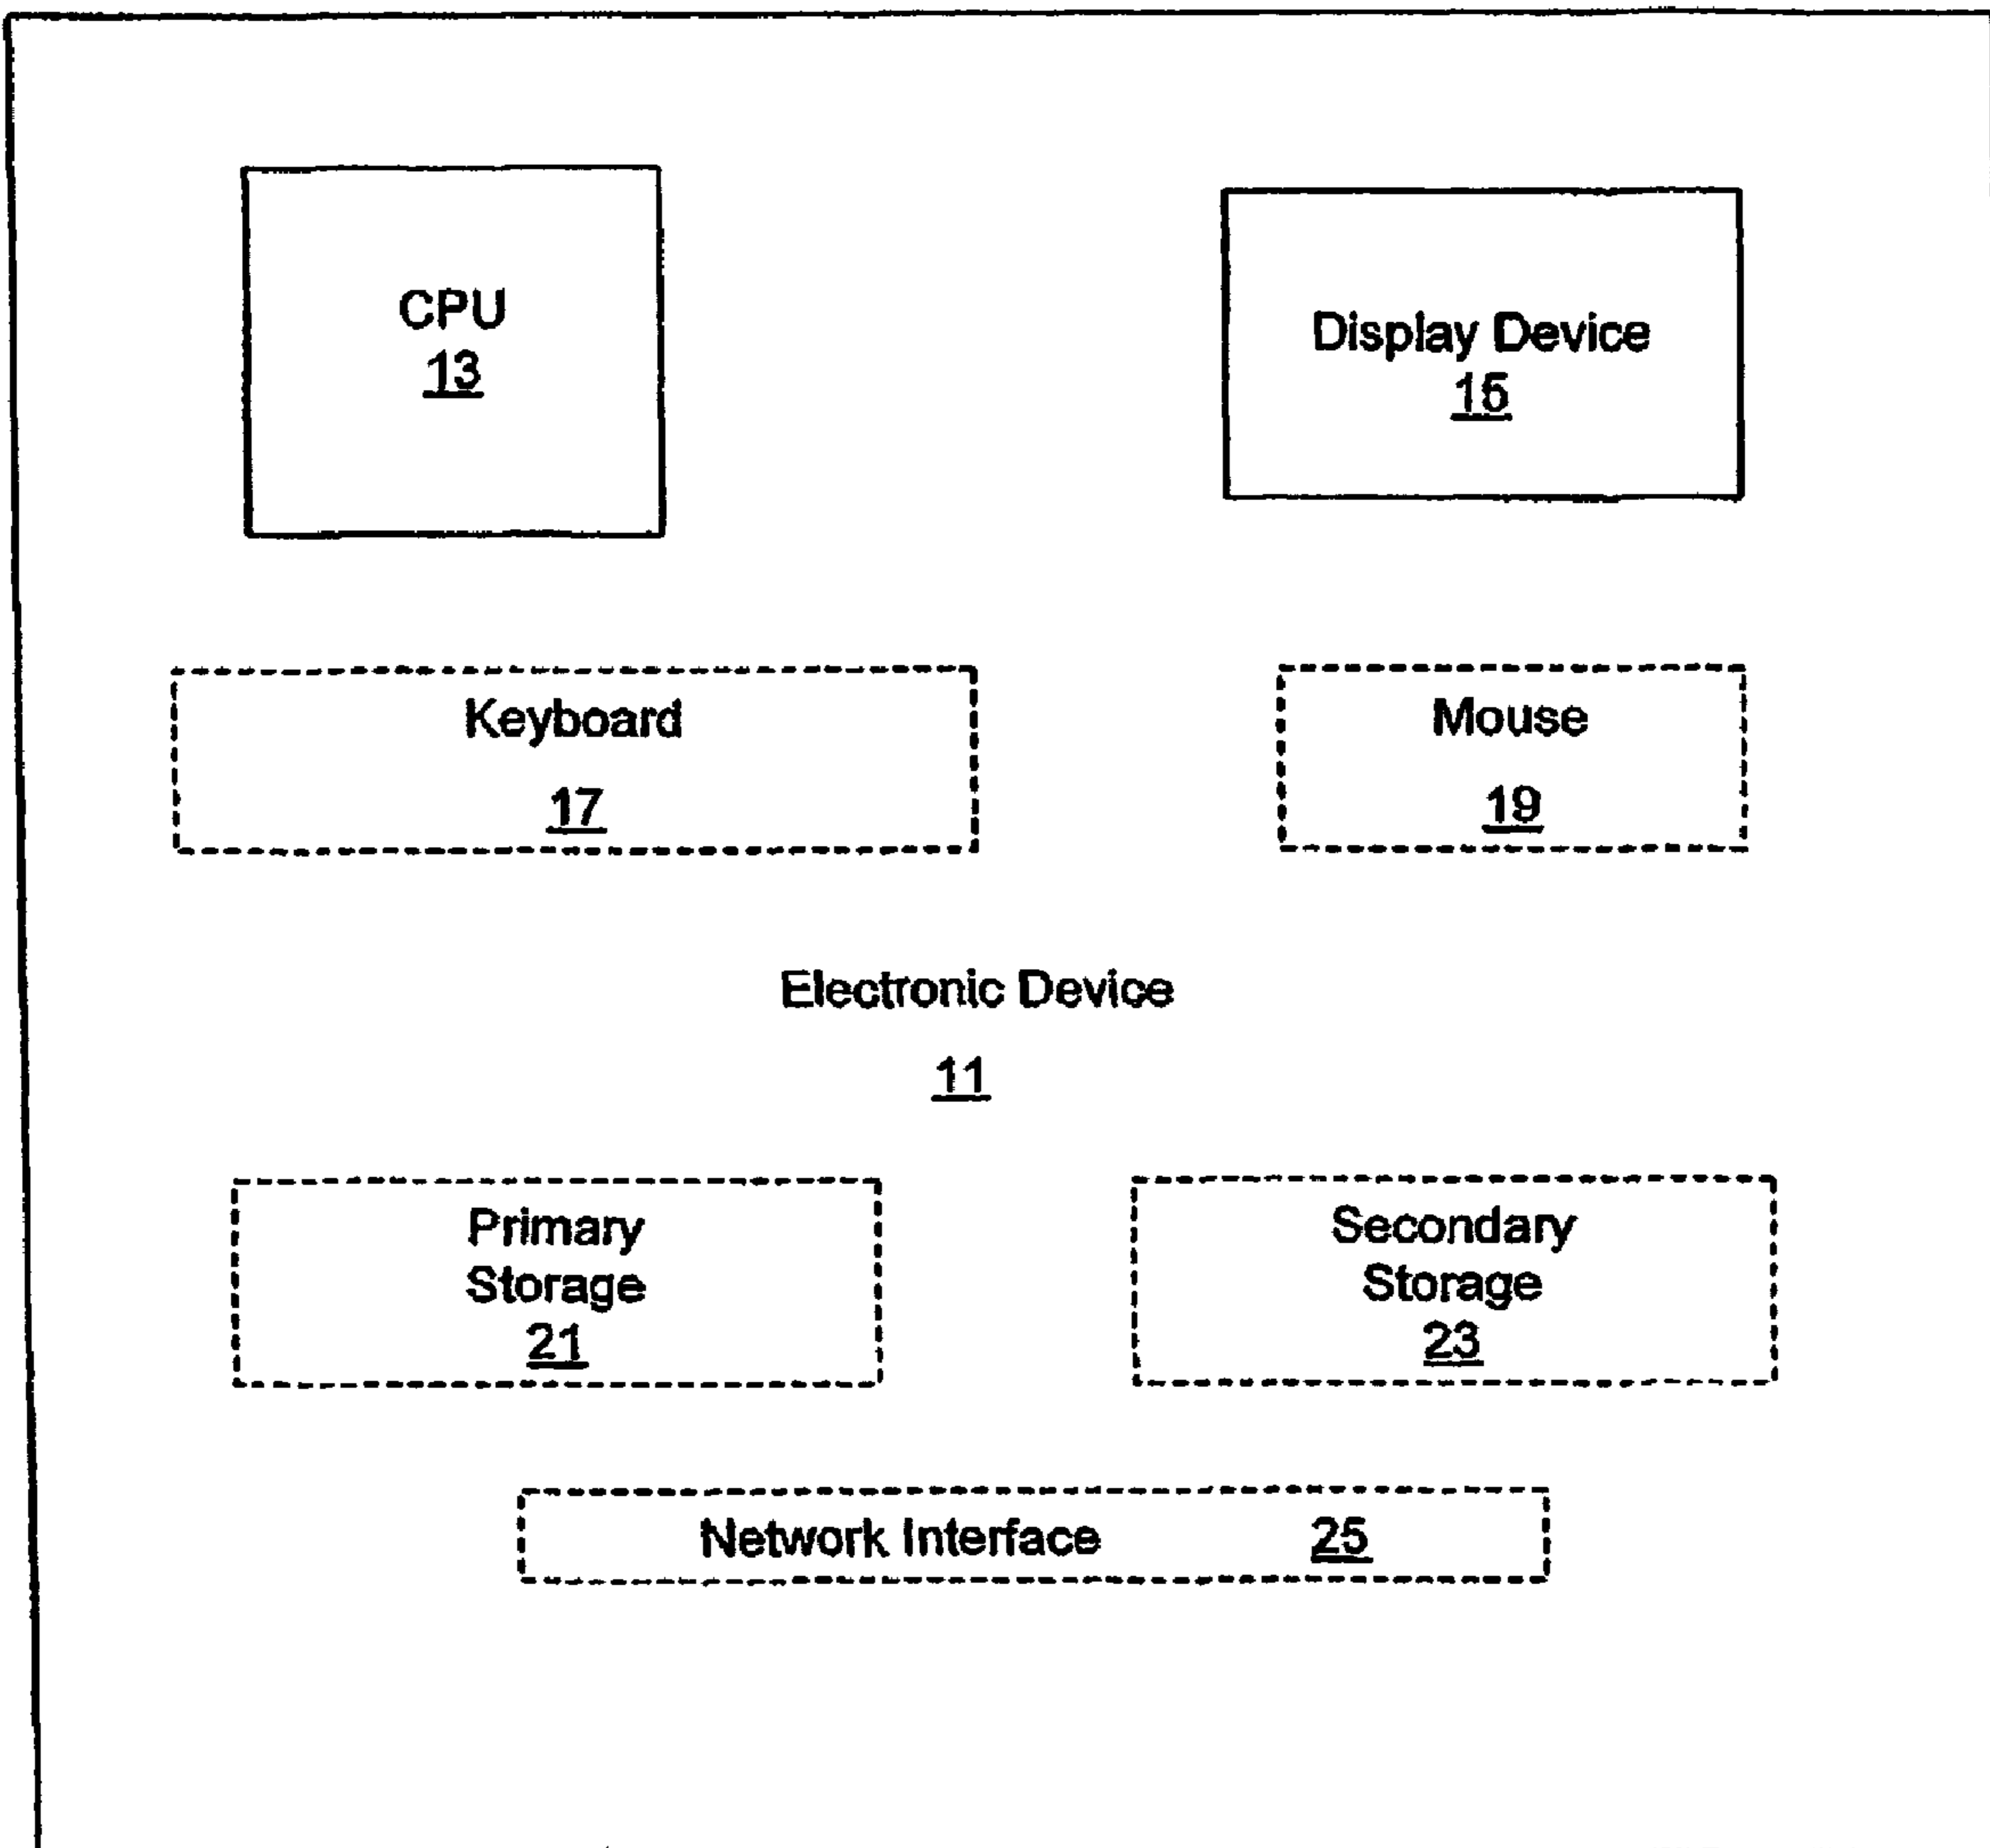 CPU
13
Display Device
15
Keyboard
17
Mouse
19
Electronic Device
11
Primary
Storage
21
Secondary
Storage
23
Network Interface 25